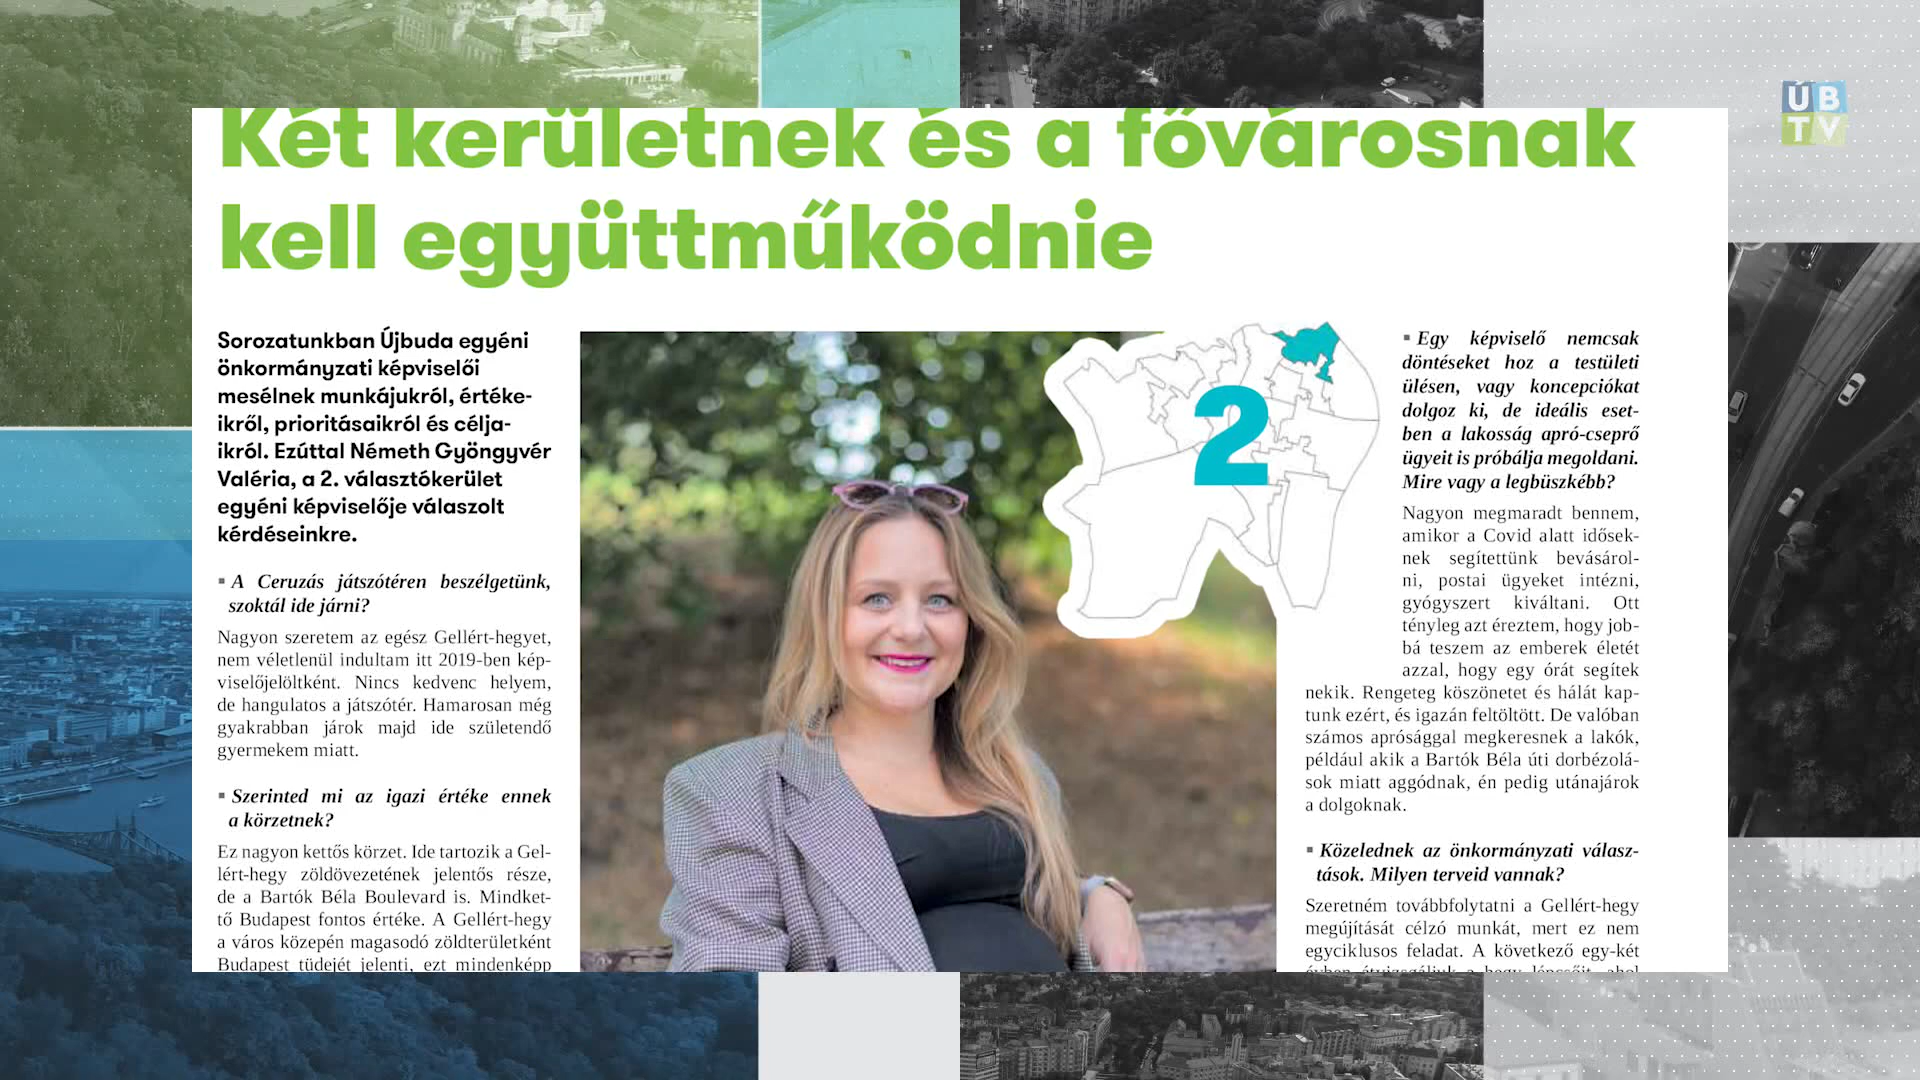 Két kerületnek és a fővárosnak
kell együttműködnie
Sorozatunkban Újbuda egyéni
önkormányzati képviselői
mesélnek munkájukról, értéke-
ikről, prioritásaikról és célja-
ikról. Ezúttal Németh Gyöngyvér
Valéria, a 2. választókerület
egyéni képviselője válaszolt
kérdéseinkre.
▪ A Ceruzás játszótéren beszélgetünk,
szoktál ide járni?
Nagyon szeretem az egész Gellért-hegyet,
nem véletlenül indultam itt 2019-ben kép-
viselőjelöltként. Nincs kedvenc helyem,
de hangulatos a játszótér. Hamarosan még
gyakrabban járok majd ide születendő
gyermekem miatt.
▪ Szerinted mi az igazi értéke ennek
a körzetnek?
Ez nagyon kettős körzet. Ide tartozik a Gel-
lért-hegy zöldövezetének jelentős része,
de a Bartók Béla Boulevard is. Mindket-
tő Budapest fontos értéke. A Gellért-hegy
a város közepén magasodó zöldterületként
Budapest tüdejét jelenti, ezt mindenképp
2
▪ Egy képviselő nemcsak
döntéseket hoz a testületi
ülésen, vagy koncepciókat
dolgoz ki, de ideális eset-
ben a lakosság apró-cseprő
ügyeit is próbálja megoldani.
Mire vagy a legbüszkébb?
Nagyon megmaradt bennem,
amikor a Covid alatt idősek-
nek segítettünk bevásárol-
ni, postai ügyeket intézni,
gyógyszert kiváltani. Ott
tényleg azt éreztem, hogy job-
bá teszem az emberek életét
azzal, hogy egy órát segítek
nekik. Rengeteg köszönetet és hálát kap-
tunk ezért, és igazán feltöltött. De valóban
számos aprósággal megkeresnek a lakók,
például akik a Bartók Béla úti dorbézolá-
sok miatt aggódnak, én pedig utánajárok
a dolgoknak.
▪ Közelednek az önkormányzati válasz-
tások. Milyen terveid vannak?
Szeretném továbbfolytatni a Gellért-hegy
megújítását célzó munkát, mert ez nem
egyciklusos feladat. A következő egy-két
ÚB
TV